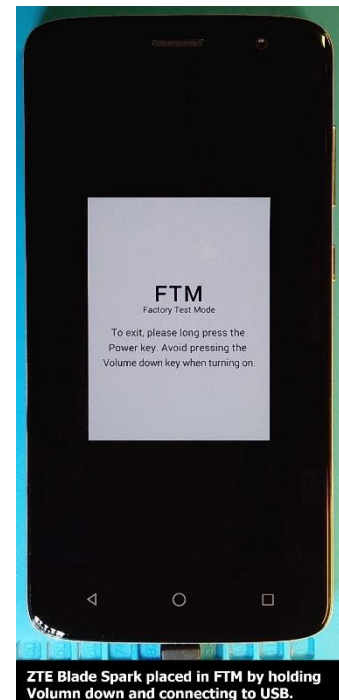 FTM
Factory Test Mode
To exit, please long press the
Power key. Avoid pressing the
Volume down key when turning on.
ZTE Blade Spark placed in FTM by holding
Volumn down and connecting to USB.